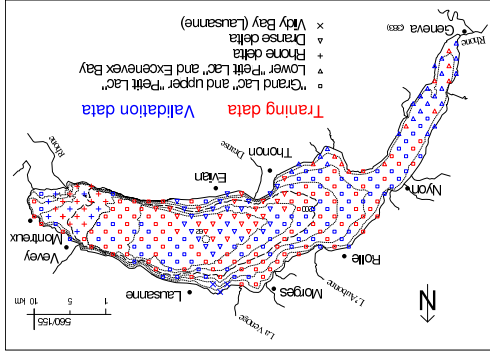 N
La Venoge
560/155
1 5 10 km
L'Aubonne
Morges
Lausanne
Rolle
Vevey
Montreux
Nyon
Thonon
Evian
Dranse
Rhone
Traning data Validation data
"Grand Lac" and upper "Petit Lac"
Lower "Petit Lac" and Excenevex Bay
Rhone delta
Dranse delta
Vidy Bay (Lausanne)
Geneva
Rhone